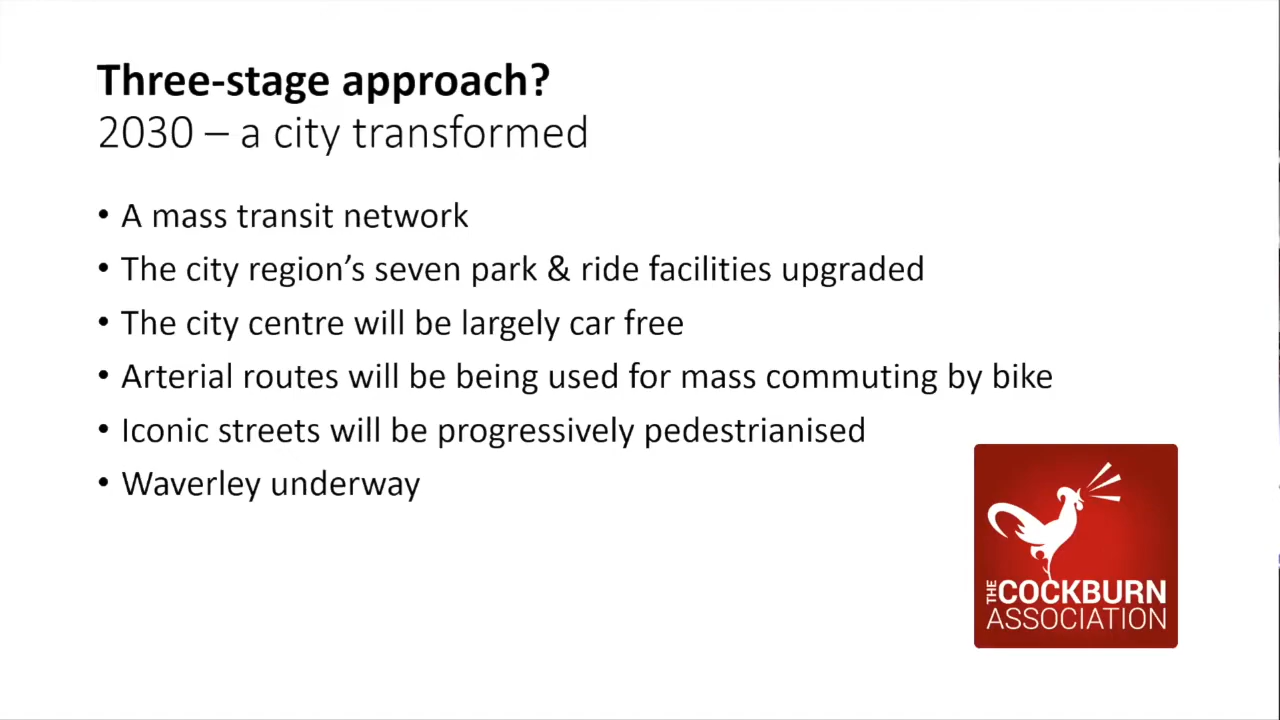 Three-stage approach?
2030 – a city transformed
• A mass transit network
• The city region’s seven park & ride facilities upgraded
• The city centre will be largely car free
• Arterial routes will be being used for mass commuting by bike
• Iconic streets will be progressively pedestrianised
• Waverley underway
THE COCKBURN
ASSOCIATION